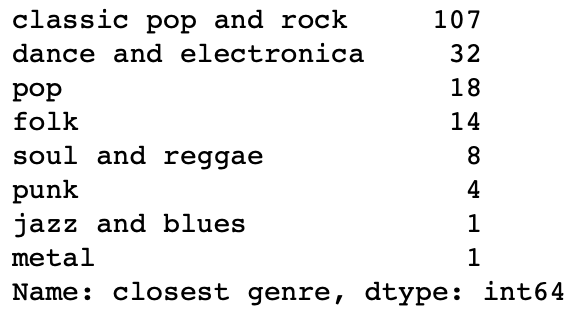 classic pop and rock 107
dance and electronica 32
pop 18
folk 14
soul and reggae 8
punk 4
jazz and blues 1
metal 1
Name: closest genre, dtype: int64